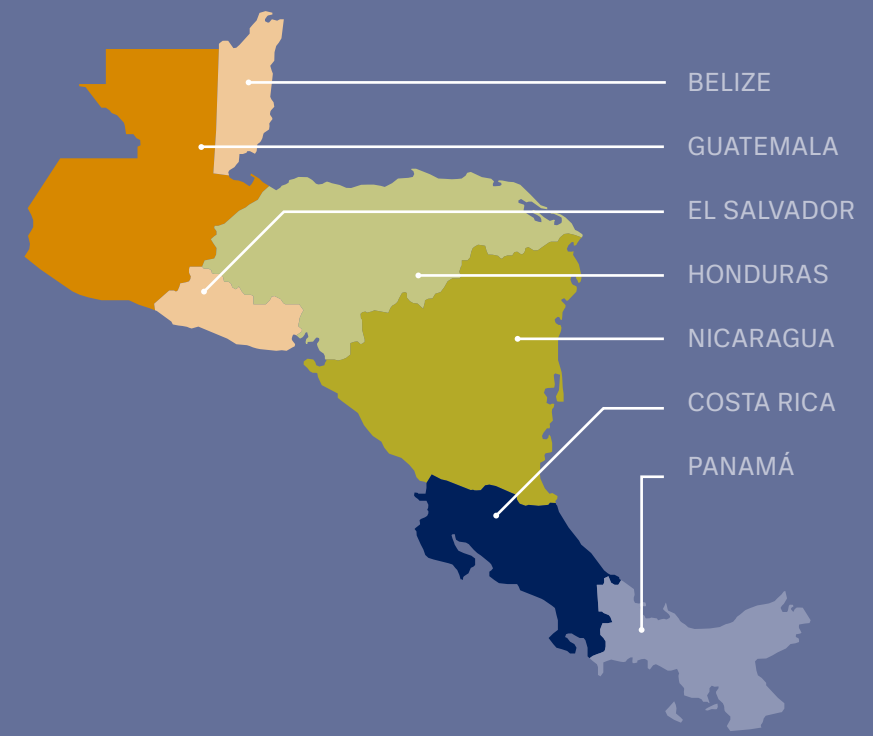 BELIZE
GUATEMALA
EL SALVADOR
HONDURAS
NICARAGUA
COSTA RICA
PANAMÁ